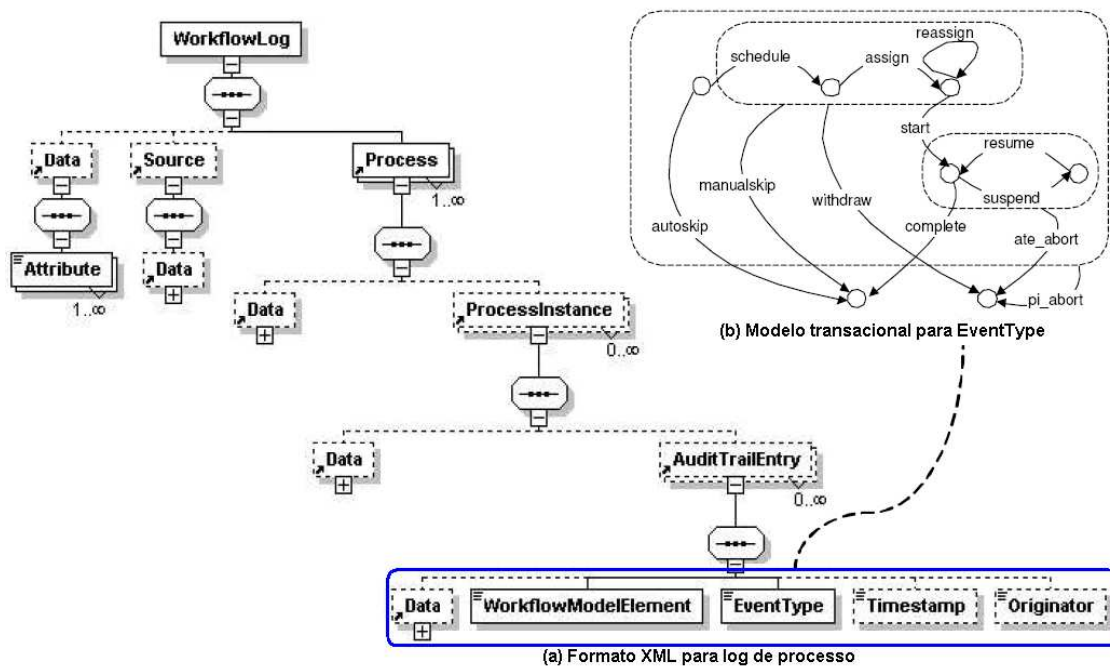 WorkflowLog
Data
Source
Process
1..∞
Attribute
1..∞
Data
Data
ProcessInstance
0..∞
Data
AuditTrailEntry
0..∞
Data
WorkflowModelElement
EventType
Timestamp
Originator
(a) Formato XML para log de processo
reassign
schedule
assign
start
resume
suspend
manualskip
withdraw
autoskip
complete
ate_abort
pi_abort
(b) Modelo transacional para EventType